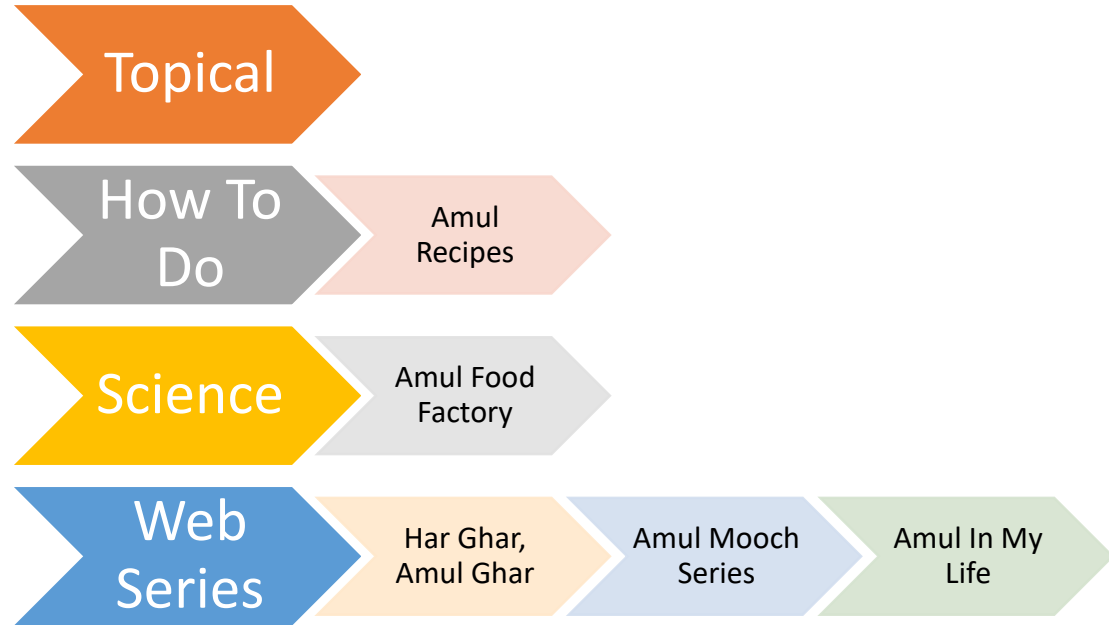 Topical
How To
Do
Amul
Recipes
Science
Amul Food
Factory
Web
Series
Har Ghar,
Amul Ghar
Amul Mooch
Series
Amul In My
Life